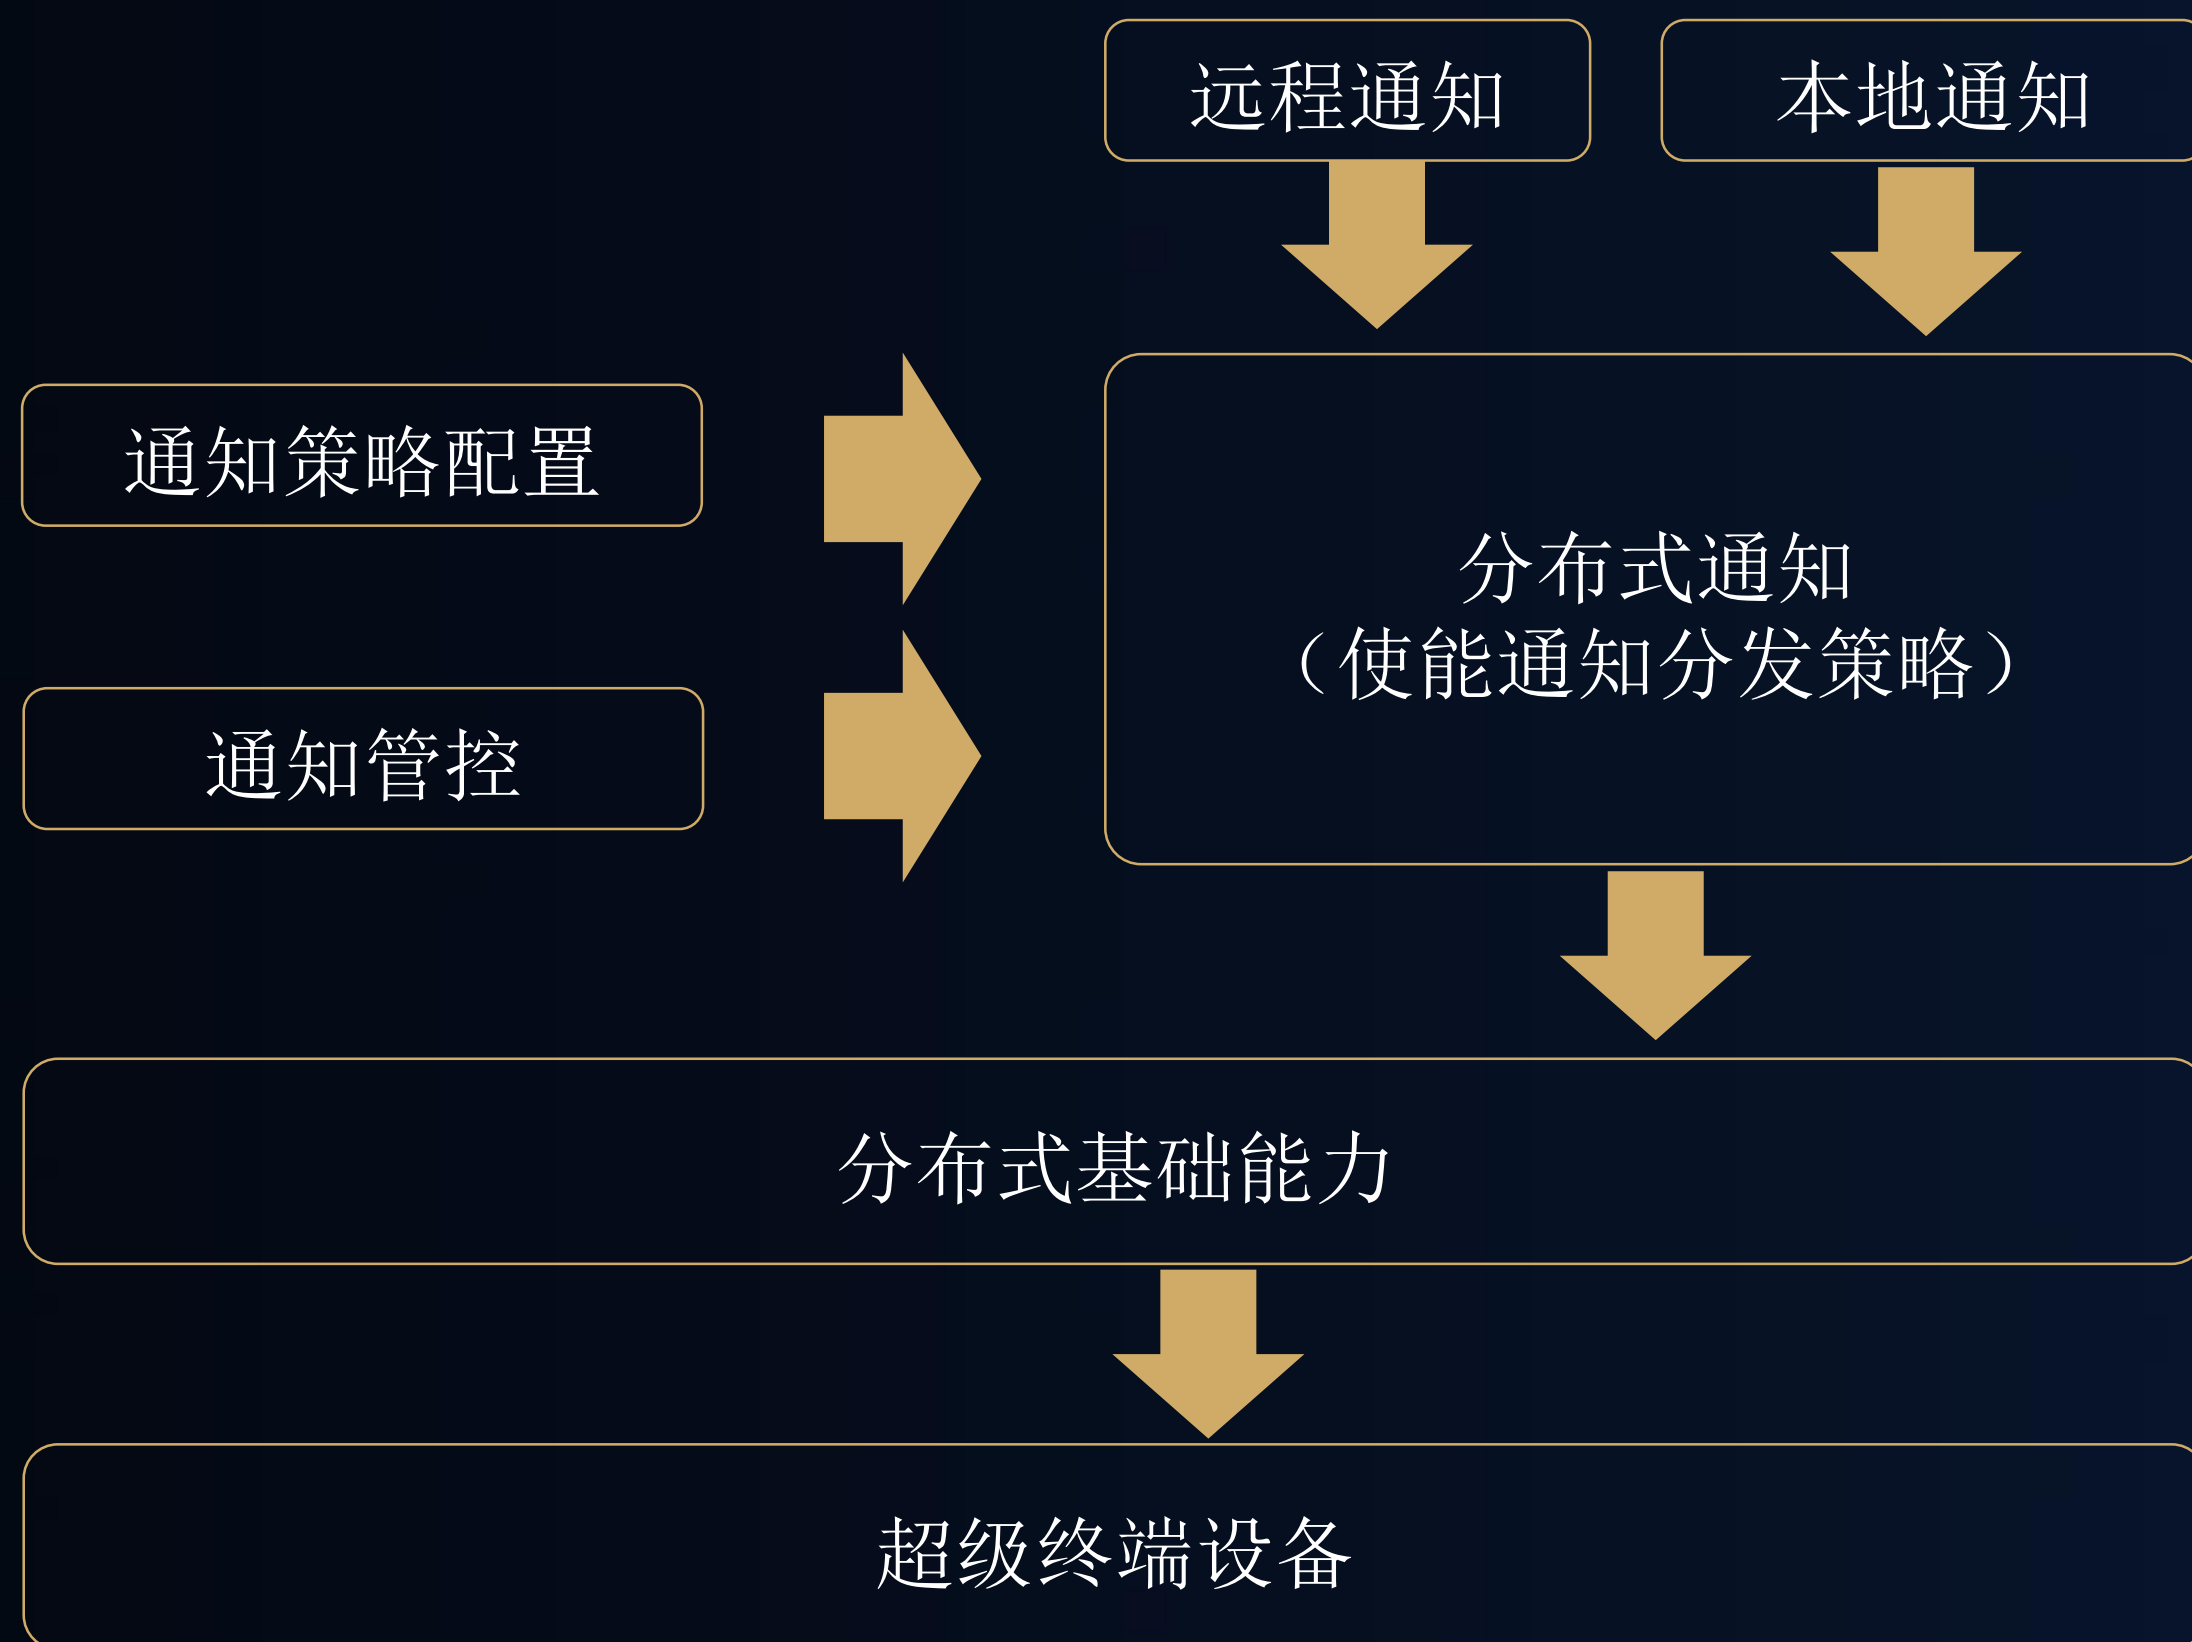 远程通知
本地通知
通知策略配置
分布式通知
（使能通知分发策略）
通知管控
分布式基础能力
超级终端设备